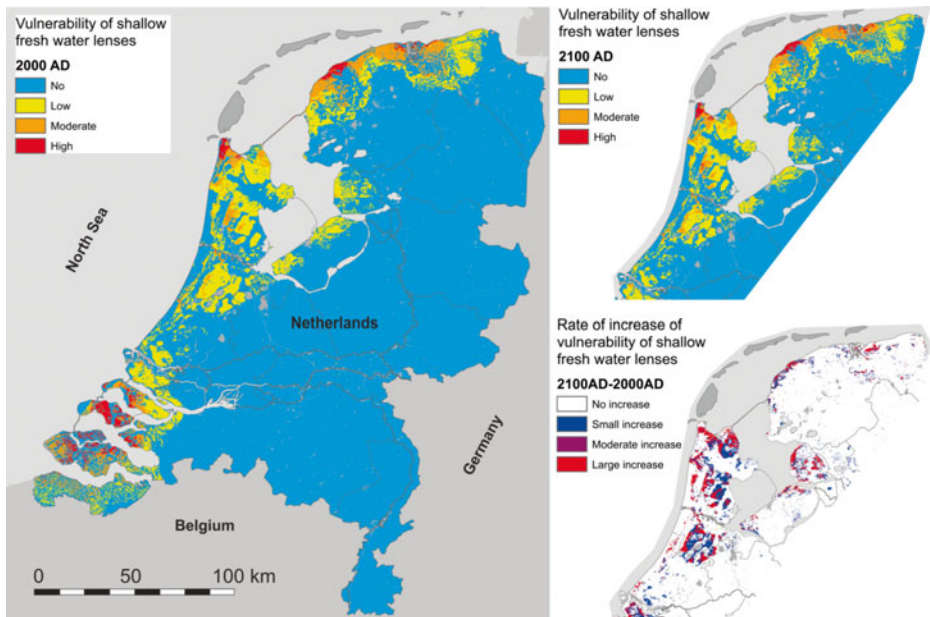 Vulnerability of shallow
fresh water lenses
2000 AD
No
Low
Moderate
High
North Sea
Netherlands
Germany
Belgium
0 50 100 km
Vulnerability of shallow
fresh water lenses
2100 AD
No
Low
Moderate
High
Rate of increase of
vulnerability of shallow
fresh water lenses
2100AD-2000AD
No increase
Small increase
Moderate increase
Large increase